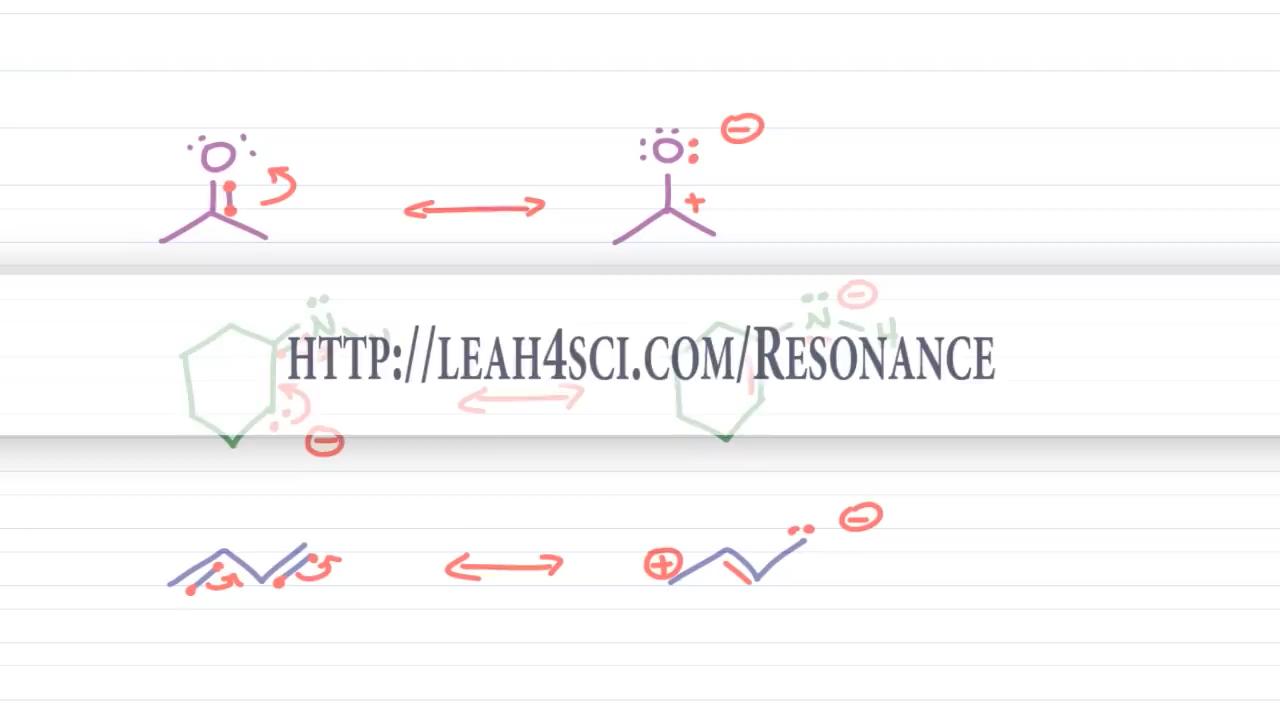 :O: :O: −
+
N H N − H
HTTP://LEAH4SCI.COM/RESONANCE
−
−
+